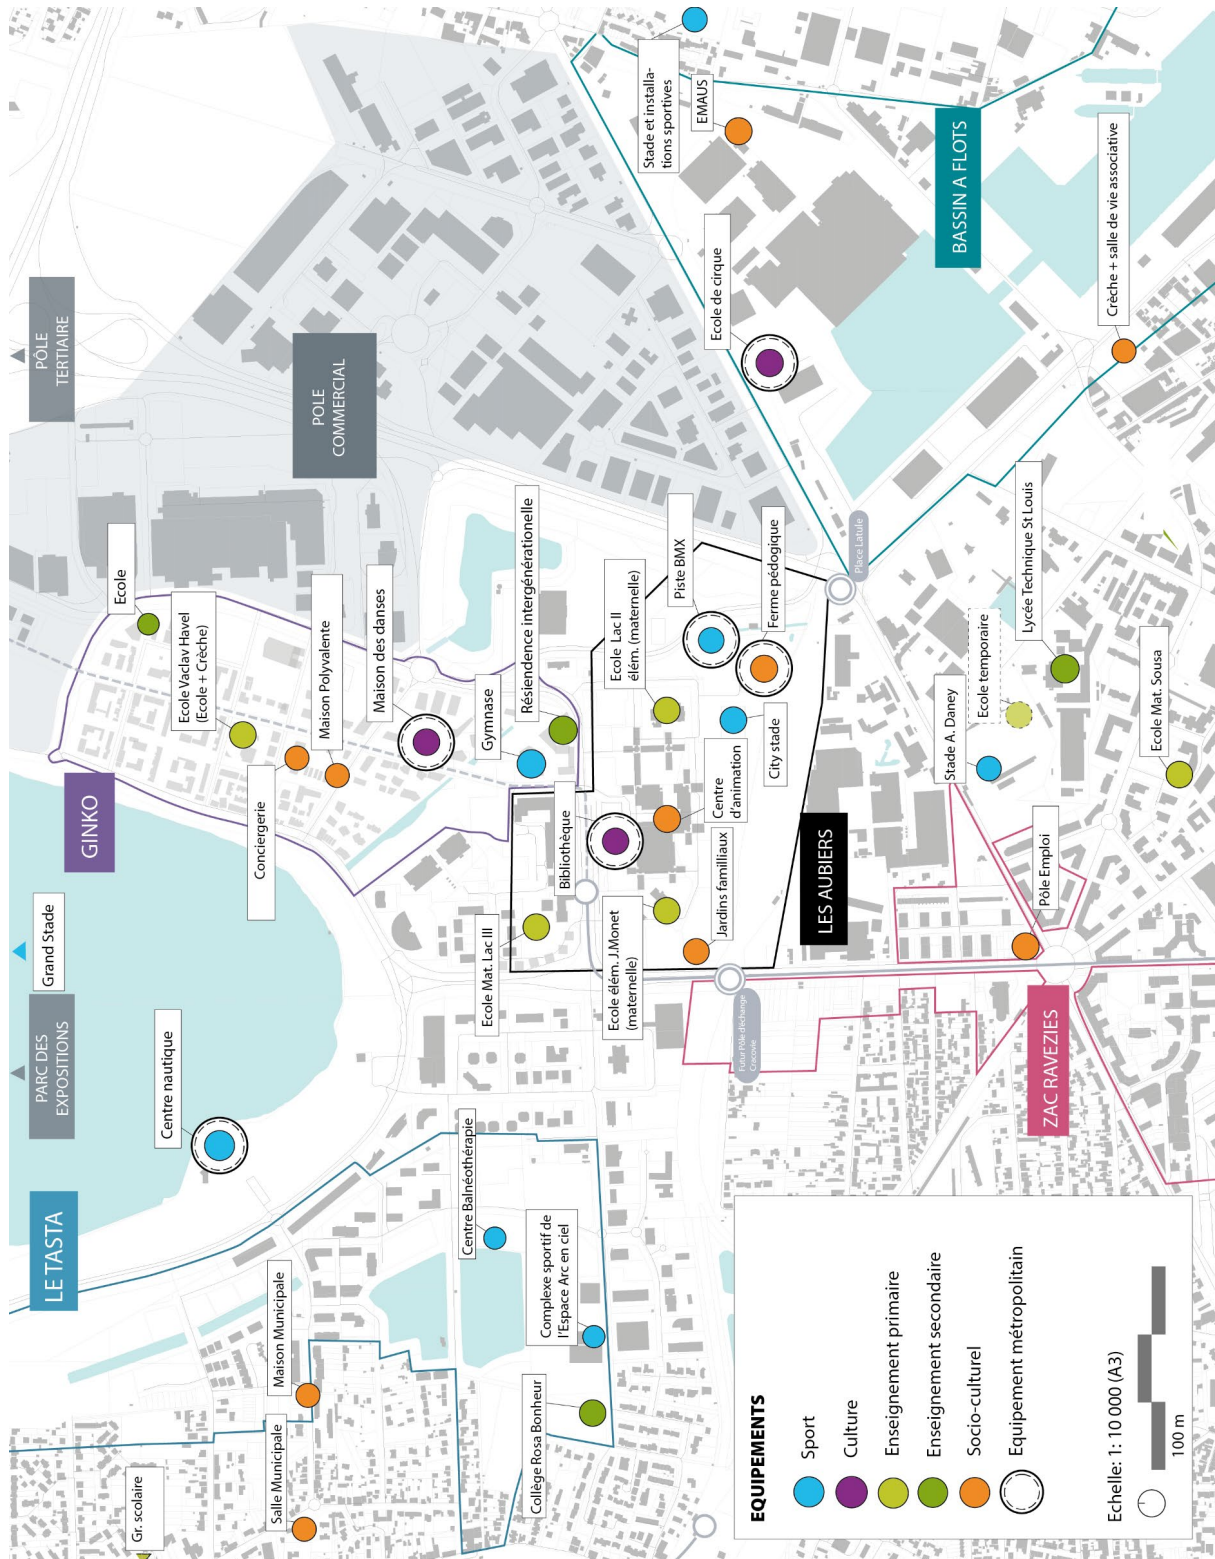 LE TASTA
PARC DES
EXPOSITIONS
Grand Stade
GINKO
PÔLE
TERTIAIRE
POLE
COMMERCIAL
Gr. scolaire
Salle Municipale
Maison Municipale
Centre nautique
Conciergerie
Ecole Vaclav Havel
(Ecole + Crèche)
Ecole
Maison Polyvalente
Maison des danses
Gymnase
Résiendence intergénérationelle
Collège Rosa Bonheur
Complexe sportif de
l'Espace Arc en ciel
Centre Balnéothérapie
Ecole Mat. Lac III
Bibliothèque
Ecole élém. J.Monet
(maternelle)
Ecole Lac II
élém. (maternelle)
Piste BMX
Ferme pédogique
Centre
d'animation
City stade
Jardins familliaux
Futur Pôle d'échange
Cracovie
LES AUBIERS
Place Latule
Stade et installa-
tions sportives
EMAUS
Ecole de cirque
BASSIN A FLOTS
Crèche + salle de vie associative
Lycée Technique St Louis
Ecole temporaire
Stade A. Daney
Ecole Mat. Sousa
Pôle Emploi
ZAC RAVEZIES
EQUIPEMENTS
Sport
Culture
Enseignement primaire
Enseignement secondaire
Socio-culturel
Equipement métropolitain
Echelle: 1: 10 000 (A3)
100 m